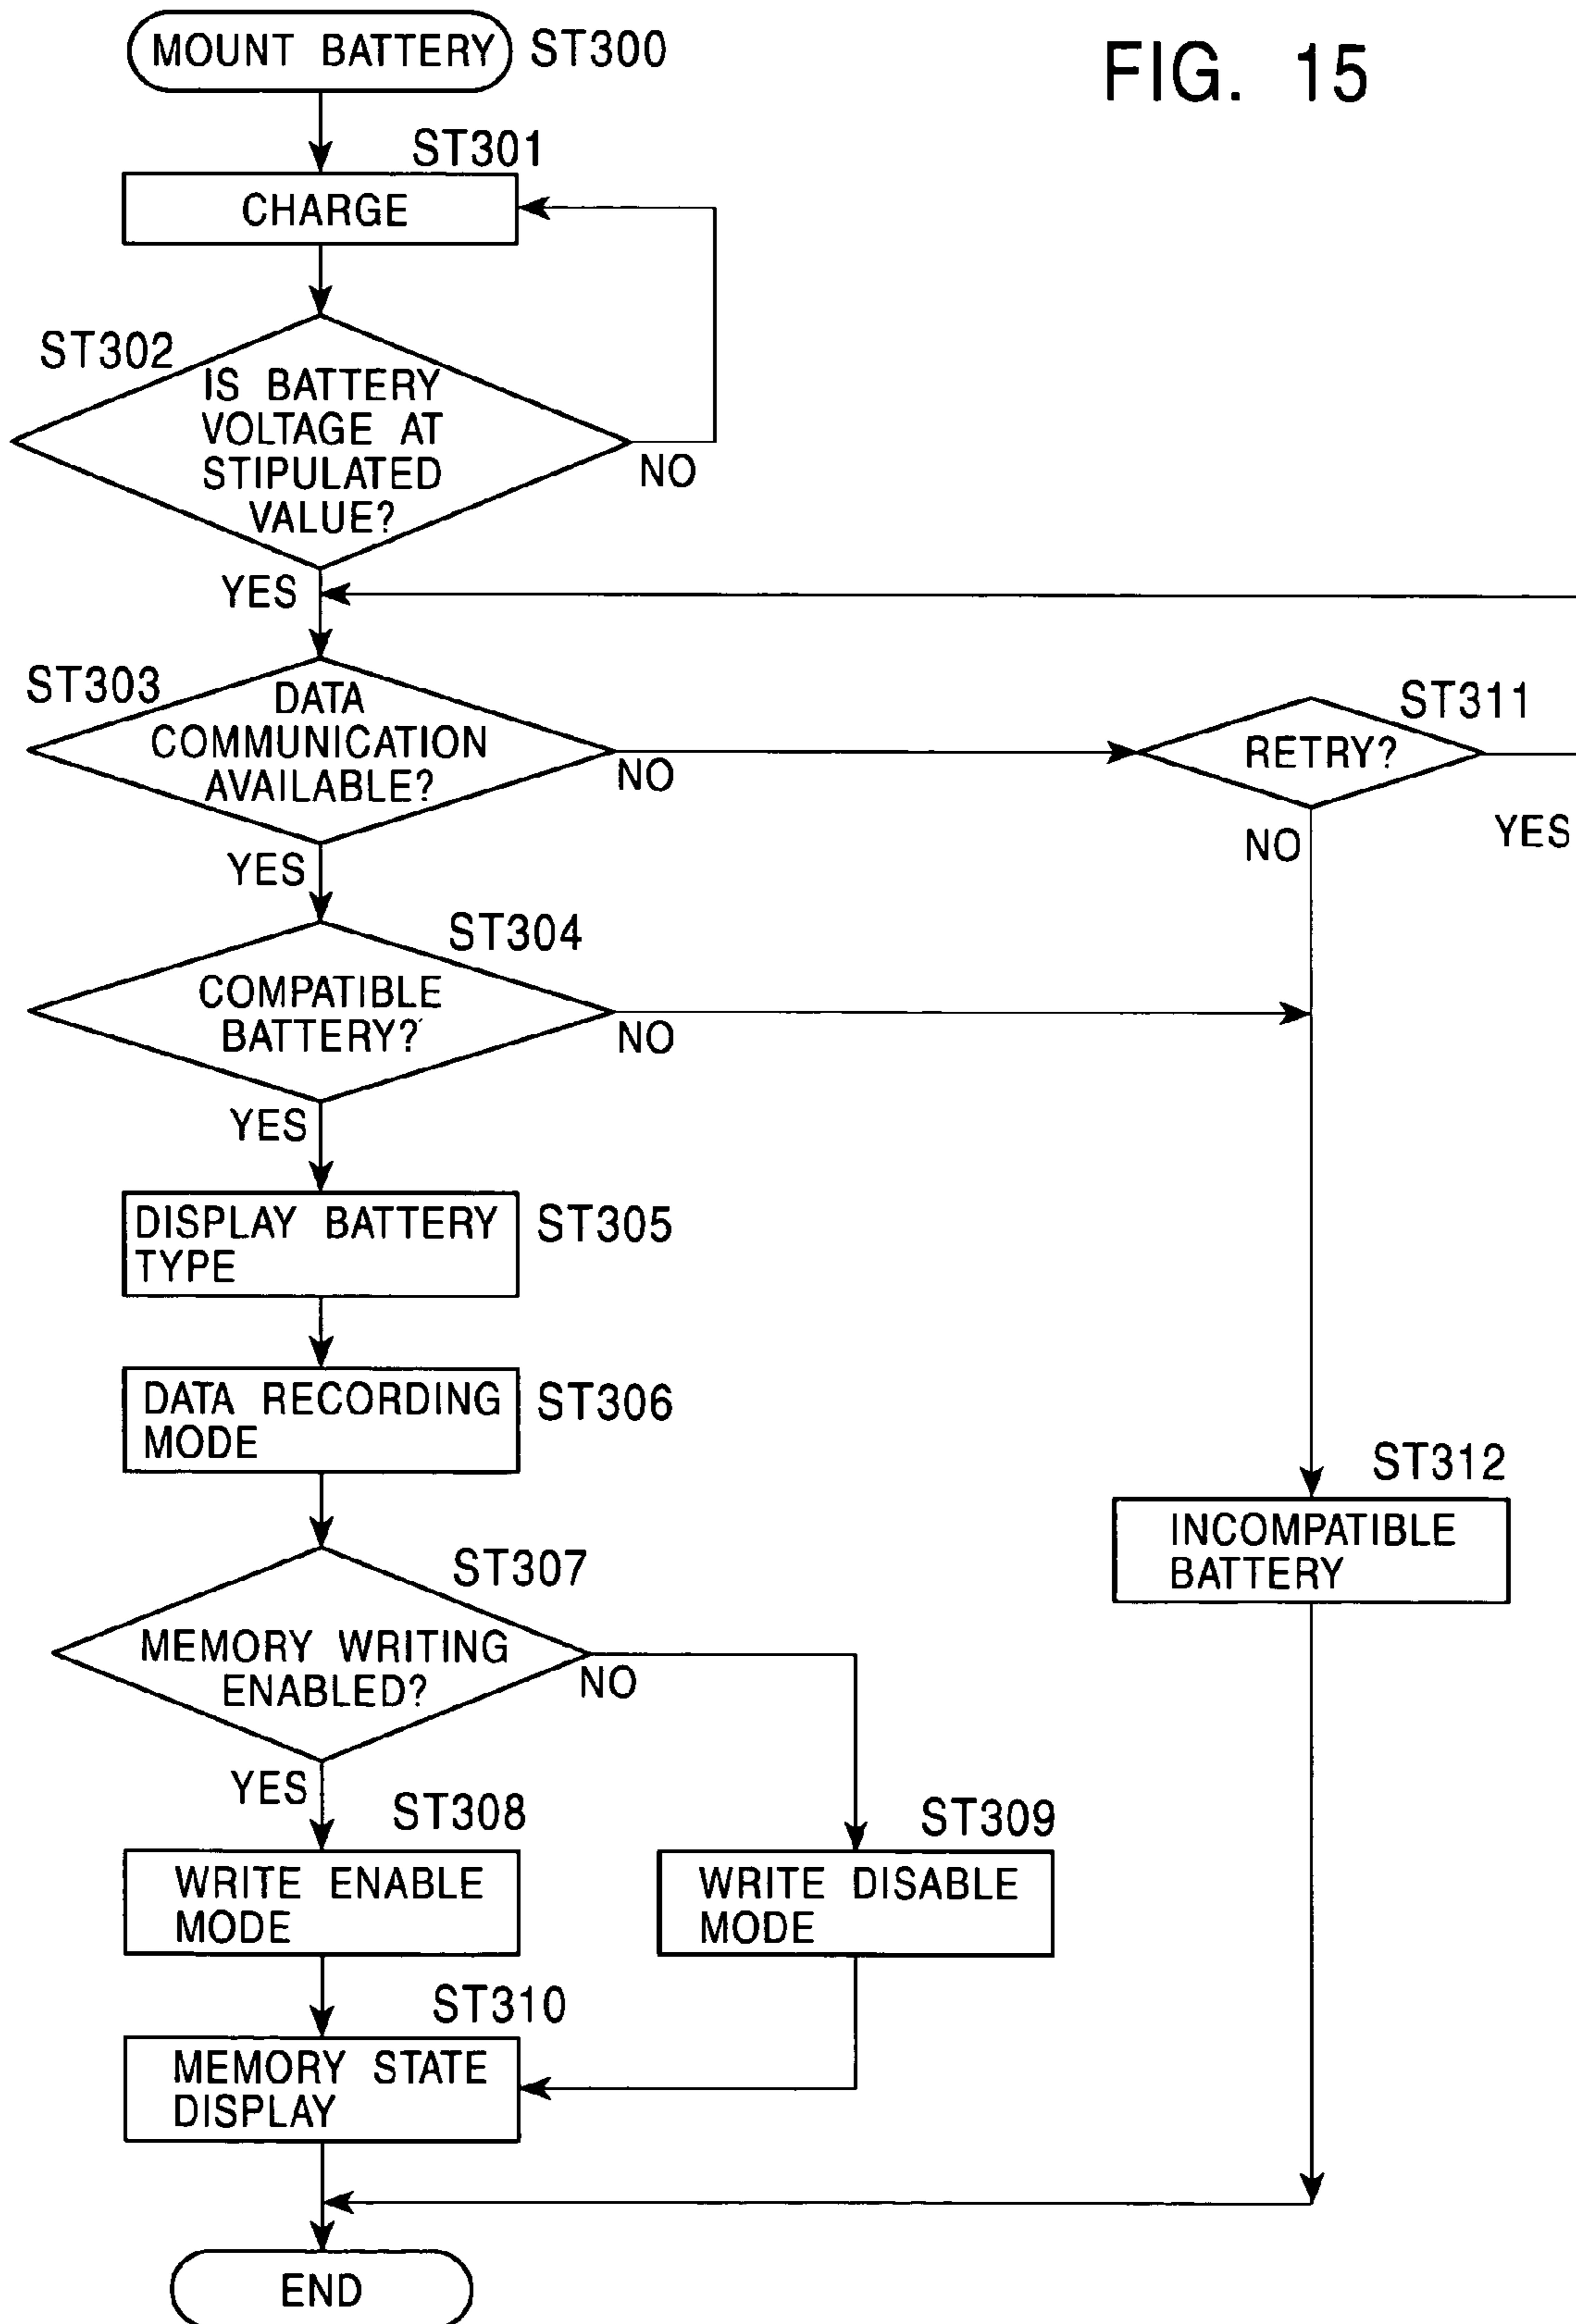 FIG. 15
MOUNT BATTERY
ST300
ST301
CHARGE
ST302
IS BATTERY
VOLTAGE AT
STIPULATED
VALUE?
NO
YES
ST303
DATA
COMMUNICATION
AVAILABLE?
NO
YES
ST311
RETRY?
NO
YES
ST304
COMPATIBLE
BATTERY?
NO
YES
DISPLAY BATTERY
TYPE
ST305
DATA RECORDING
MODE
ST306
ST312
INCOMPATIBLE
BATTERY
ST307
MEMORY WRITING
ENABLED?
NO
YES
ST308
WRITE ENABLE
MODE
ST309
WRITE DISABLE
MODE
ST310
MEMORY STATE
DISPLAY
END